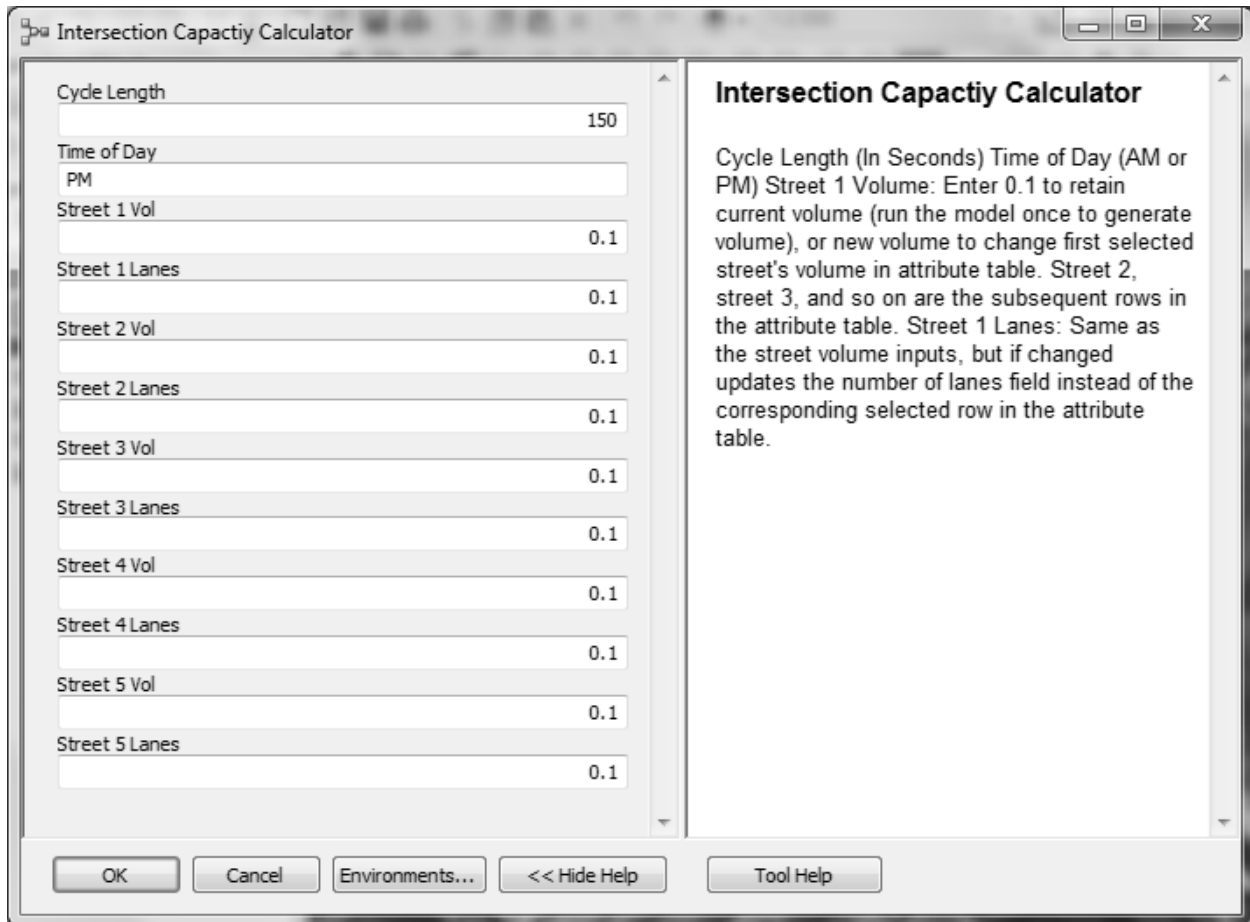 Intersection Capactiy Calculator
Cycle Length
150
Time of Day
PM
Street 1 Vol
0.1
Street 1 Lanes
0.1
Street 2 Vol
0.1
Street 2 Lanes
0.1
Street 3 Vol
0.1
Street 3 Lanes
0.1
Street 4 Vol
0.1
Street 4 Lanes
0.1
Street 5 Vol
0.1
Street 5 Lanes
0.1
Intersection Capactiy Calculator
Cycle Length (In Seconds) Time of Day (AM or
PM) Street 1 Volume: Enter 0.1 to retain
current volume (run the model once to generate
volume), or new volume to change first selected
street's volume in attribute table. Street 2,
street 3, and so on are the subsequent rows in
the attribute table. Street 1 Lanes: Same as
the street volume inputs, but if changed
updates the number of lanes field instead of the
corresponding selected row in the attribute
table.
OK
Cancel
Environments...
<< Hide Help
Tool Help